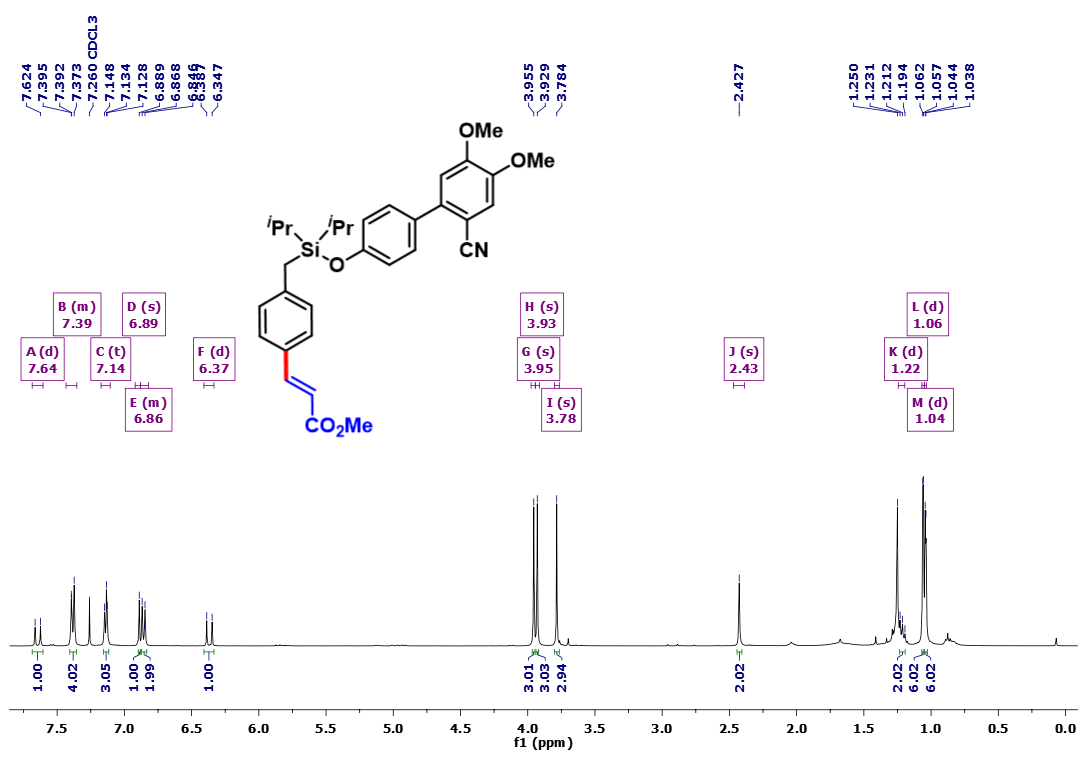 7.624
7.395
7.392
7.373
7.260 CDCL3
7.148
7.134
7.128
6.889
6.868
6.846
6.387
6.347
3.955
3.929
3.784
2.427
1.250
1.231
1.212
1.194
1.062
1.057
1.044
1.038
OMe
OMe
iPr
iPr
Si
O
CN
CO2Me
B (m)
7.39
D (s)
6.89
H (s)
3.93
L (d)
1.06
A (d)
7.64
C (t)
7.14
F (d)
6.37
G (s)
3.95
J (s)
2.43
K (d)
1.22
E (m)
6.86
I (s)
3.78
M (d)
1.04
1.00
4.02
3.05
1.00
1.99
1.00
3.01
3.03
2.94
2.02
2.02
6.02
6.02
7.5 7.0 6.5 6.0 5.5 5.0 4.5 4.0 3.5 3.0 2.5 2.0 1.5 1.0 0.5 0.0
f1 (ppm)